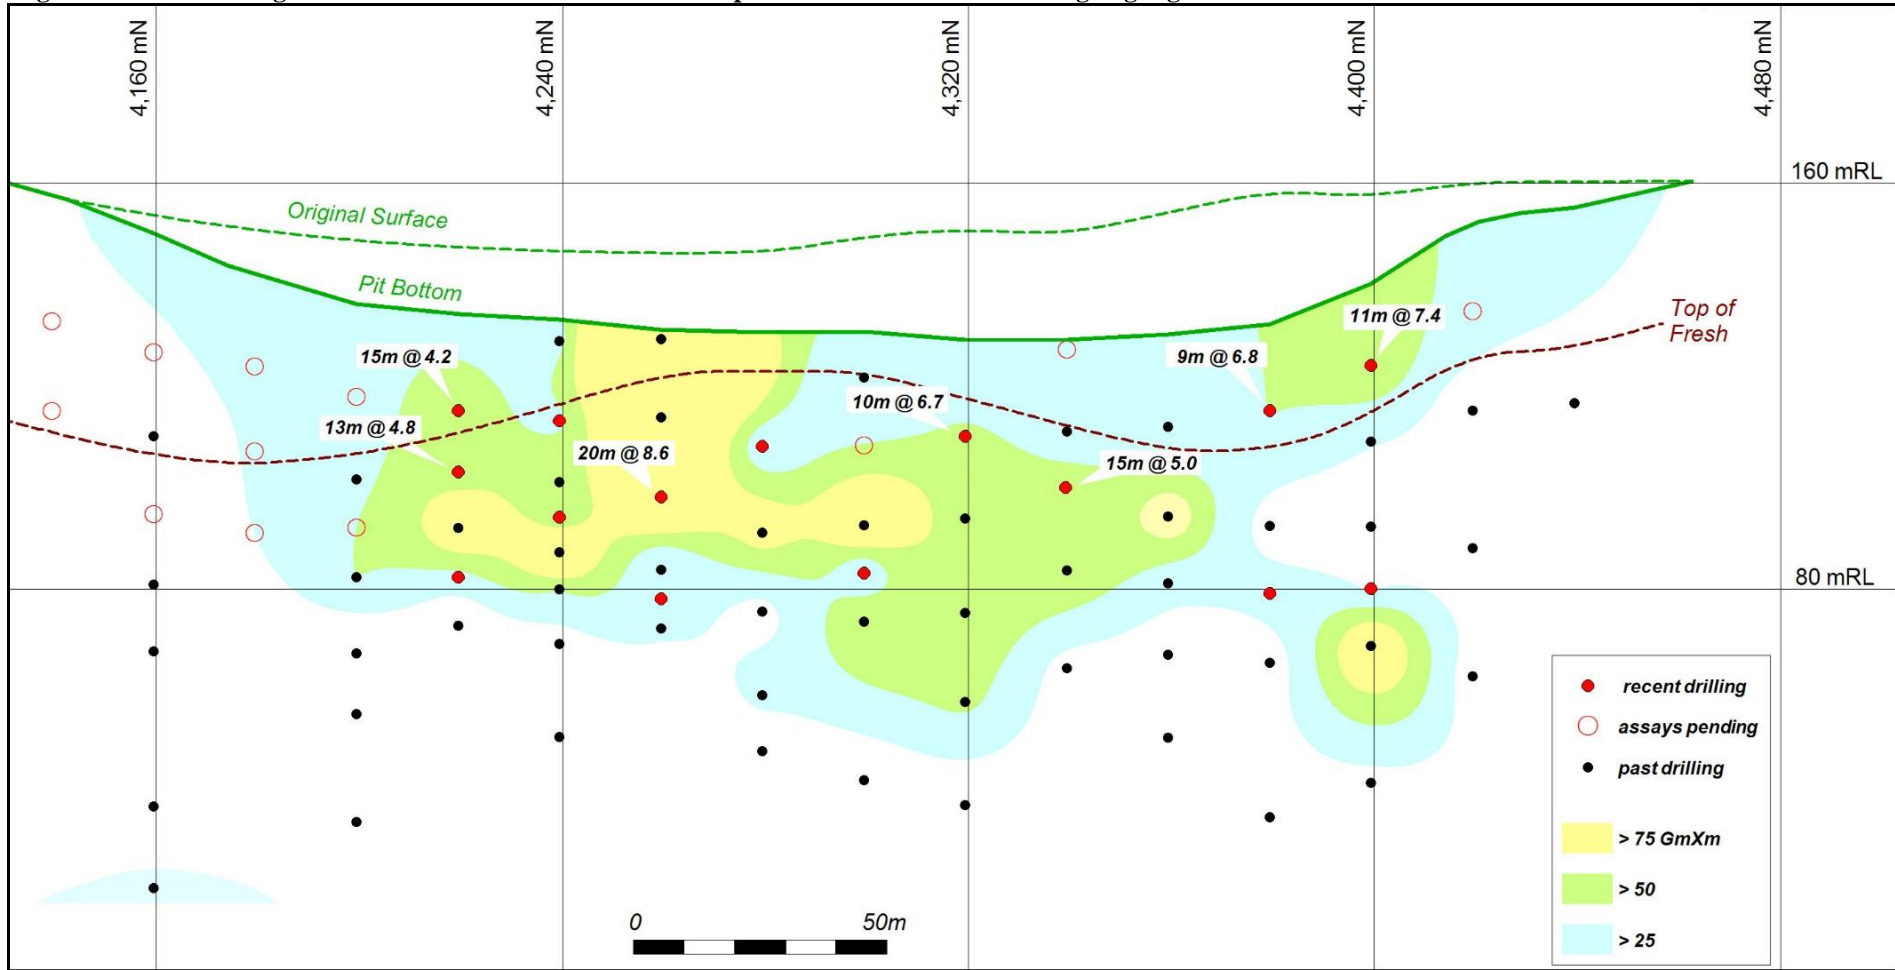 4,160 mN
4,240 mN
4,320 mN
4,400 mN
4,480 mN
160 mRL
Original Surface
Pit Bottom
Top of
Fresh
11m @ 7.4
15m @ 4.2
9m @ 6.8
10m @ 6.7
13m @ 4.8
20m @ 8.6
15m @ 5.0
80 mRL
recent drilling
assays pending
past drilling
> 75 GmXm
> 50
> 25
0 50m